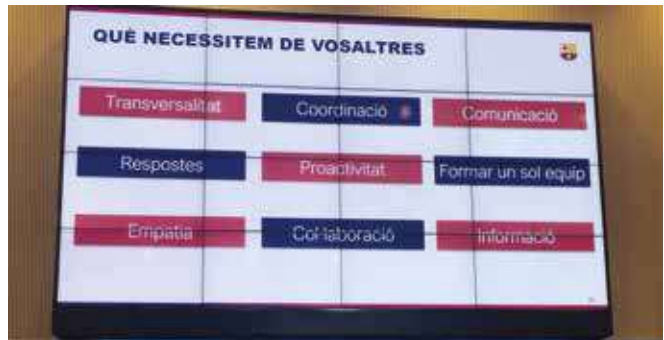 QUÈ NECESSITEM DE VOSALTRES
Transversalitat
Coordinació
Comunicació
Respostes
Proactivitat
Formar un sol equip
Empatia
Col·laboració
Informació